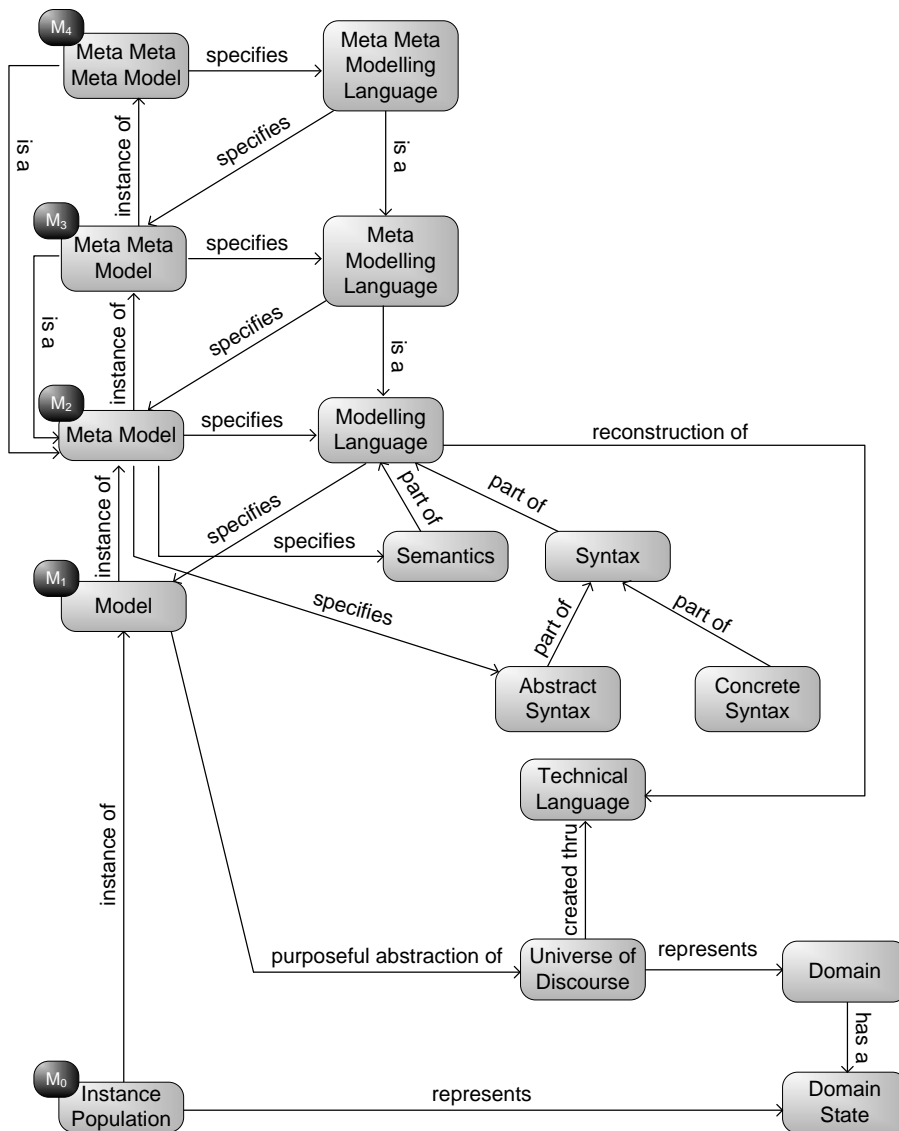 M₄
Meta Meta
Meta Model
specifies
Meta Meta
Modelling
Language
is a
instance of
specifies
is a
M₃
Meta Meta
Model
specifies
Meta
Modelling
Language
is a
instance of
specifies
is a
M₂
Meta Model
specifies
Modelling
Language
reconstruction of
instance of
specifies
part of
part of
specifies
Semantics
Syntax
M₁
Model
specifies
part of
part of
Abstract
Syntax
Concrete
Syntax
Technical
Language
instance of
created thru
purposeful abstraction of
Universe of
Discourse
represents
Domain
has a
M₀
Instance
Population
represents
Domain
State